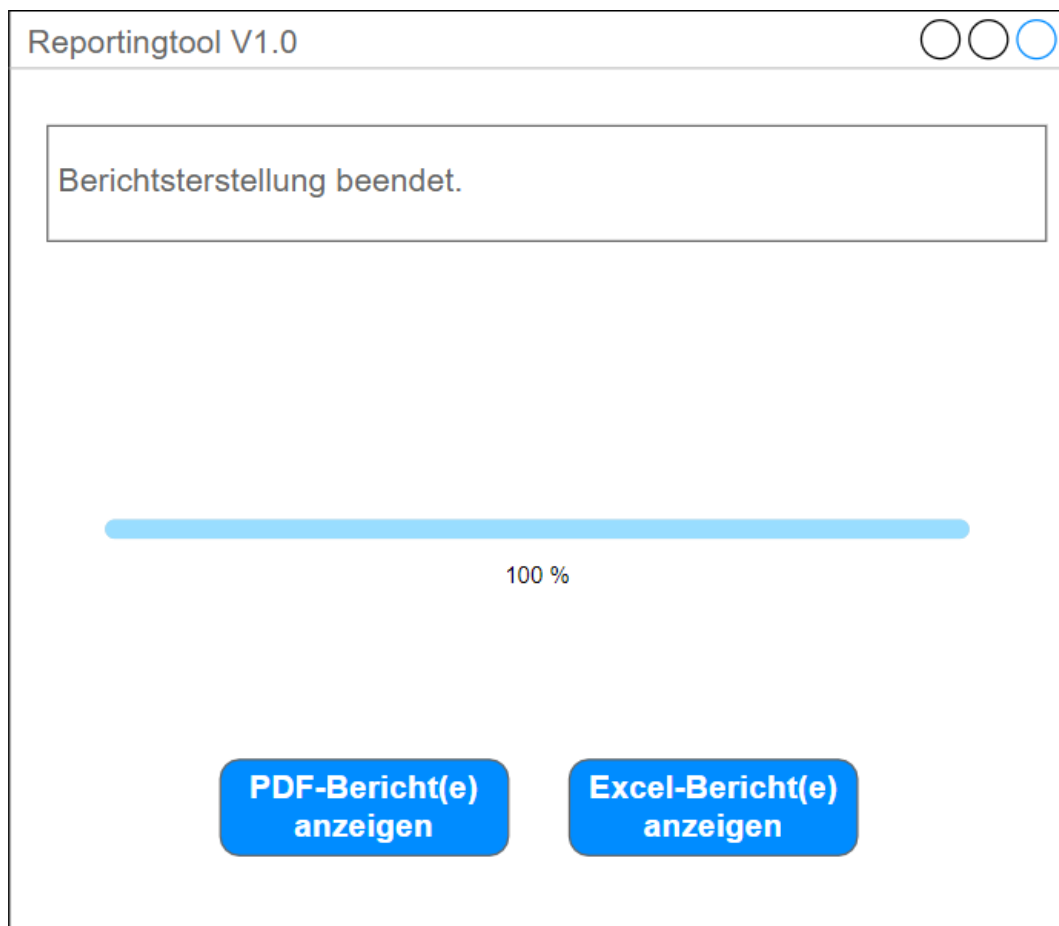 Reportingtool V1.0
Berichtsterstellung beendet.
100 %
PDF-Bericht(e)
anzeigen
Excel-Bericht(e)
anzeigen